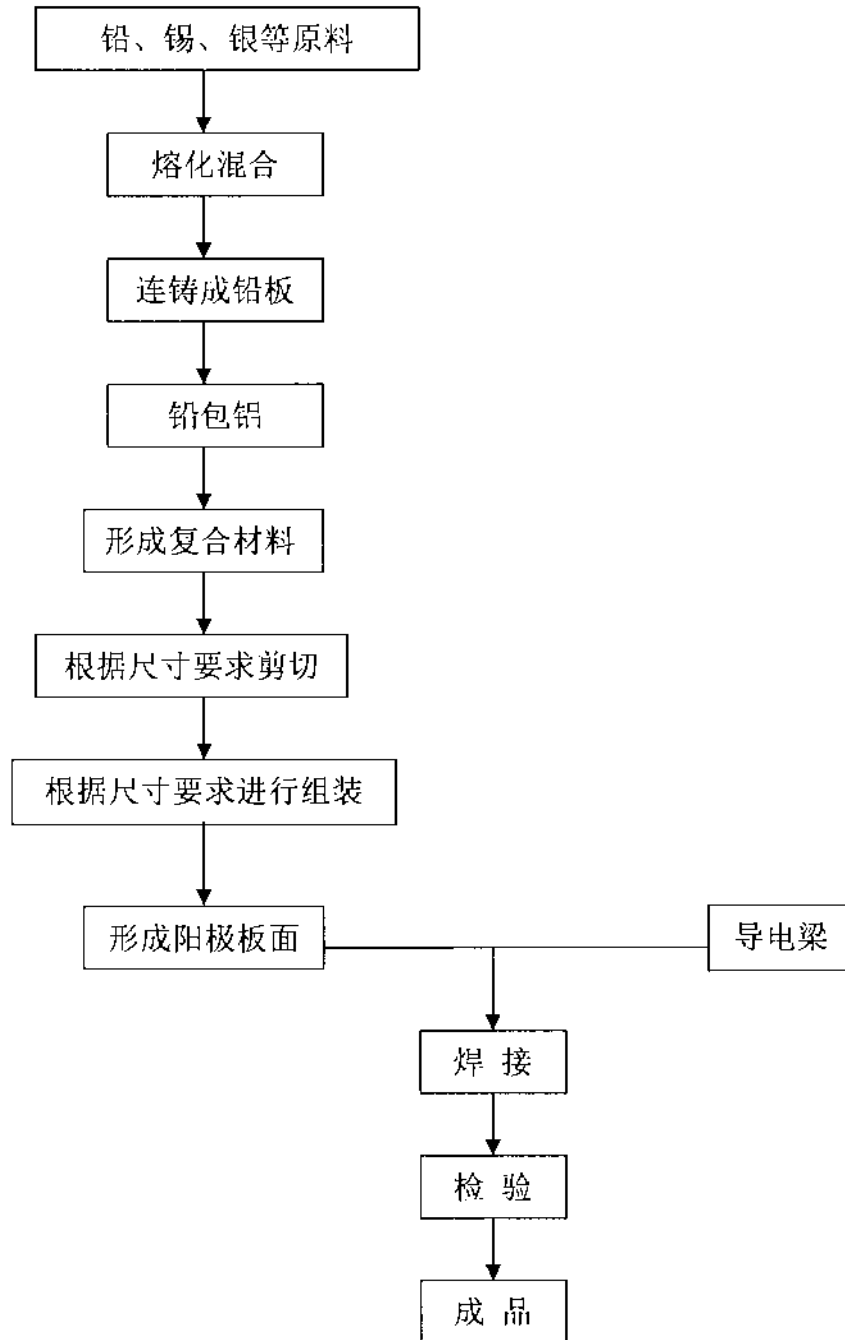 铅、锡、银等原料
熔化混合
连铸成铅板
铅包铝
形成复合材料
根据尺寸要求剪切
根据尺寸要求进行组装
形成阳极板面
导电梁
焊 接
检 验
成 品